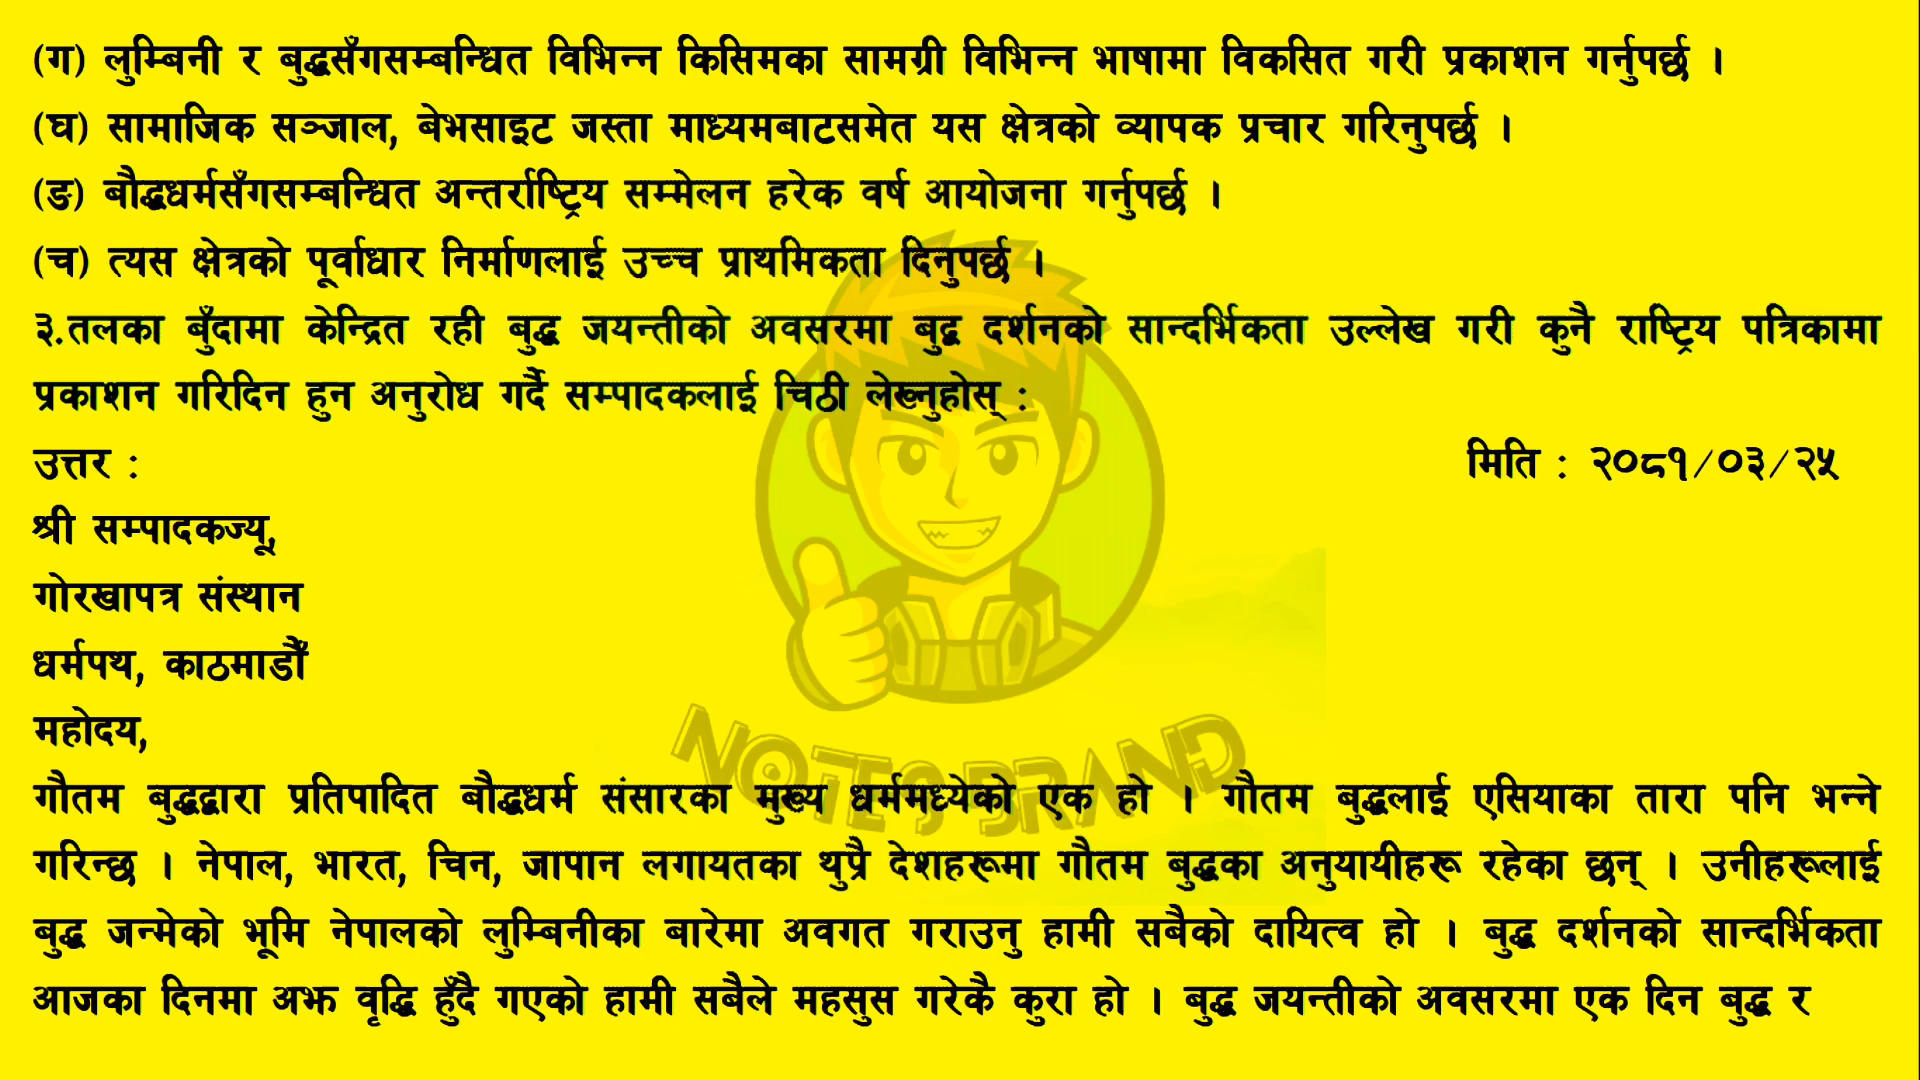 (ग) लुम्बिनी र बुद्धसँगसम्बन्धित विभिन्न किसिमका सामग्री विभिन्न भाषामा विकसित गरी प्रकाशन गर्नुपर्छ ।
(घ) सामाजिक सञ्जाल, बेभसाइट जस्ता माध्यमबाटसमेत यस क्षेत्रको व्यापक प्रचार गरिनुपर्छ ।
(ङ) बौद्धधर्मसँगसम्बन्धित अन्तर्राष्ट्रिय सम्मेलन हरेक वर्ष आयोजना गर्नुपर्छ ।
(च) त्यस क्षेत्रको पूर्वाधार निर्माणलाई उच्च प्राथमिकता दिनुपर्छ ।
३.तलका बुँदामा केन्द्रित रही बुद्ध जयन्तीको अवसरमा बुद्ध दर्शनको सान्दर्भिकता उल्लेख गरी कुनै राष्ट्रिय पत्रिकामा
प्रकाशन गरिदिन हुन अनुरोध गर्दै सम्पादकलाई चिठी लेख्नुहोस् :
उत्तर : मिति : २०८१/०३/२५
श्री सम्पादकज्यू,
गोरखापत्र संस्थान
धर्मपथ, काठमाडौँ
महोदय,
गौतम बुद्धद्वारा प्रतिपादित बौद्धधर्म संसारका मुख्य धर्ममध्येको एक हो । गौतम बुद्धलाई एसियाका तारा पनि भन्ने
गरिन्छ । नेपाल, भारत, चिन, जापान लगायतका थुप्रै देशहरूमा गौतम बुद्धका अनुयायीहरू रहेका छन् । उनीहरूलाई
बुद्ध जन्मेको भूमि नेपालको लुम्बिनीका बारेमा अवगत गराउनु हामी सबैको दायित्व हो । बुद्ध दर्शनको सान्दर्भिकता
आजका दिनमा अझ वृद्धि हुँदै गएको हामी सबैले महसुस गरेकै कुरा हो । बुद्ध जयन्तीको अवसरमा एक दिन बुद्ध र
NOTES BRAND